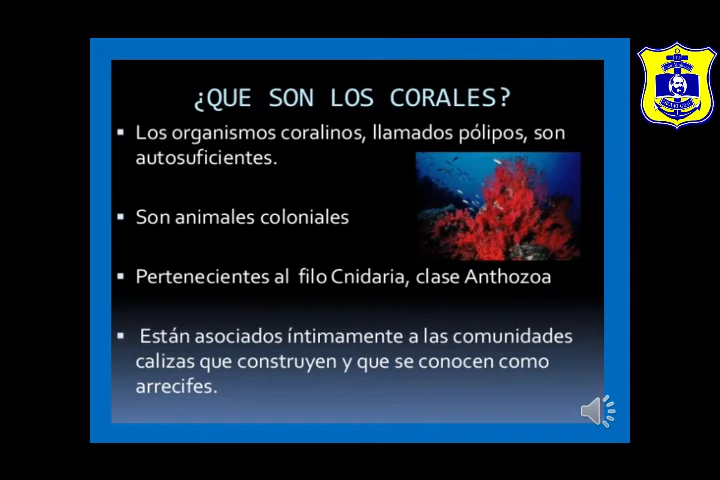 ¿QUE SON LOS CORALES?
▪ Los organismos coralinos, llamados pólipos, son
autosuficientes.
▪ Son animales coloniales
▪ Pertenecientes al filo Cnidaria, clase Anthozoa
▪ Están asociados íntimamente a las comunidades
calizas que construyen y que se conocen como
arrecifes.